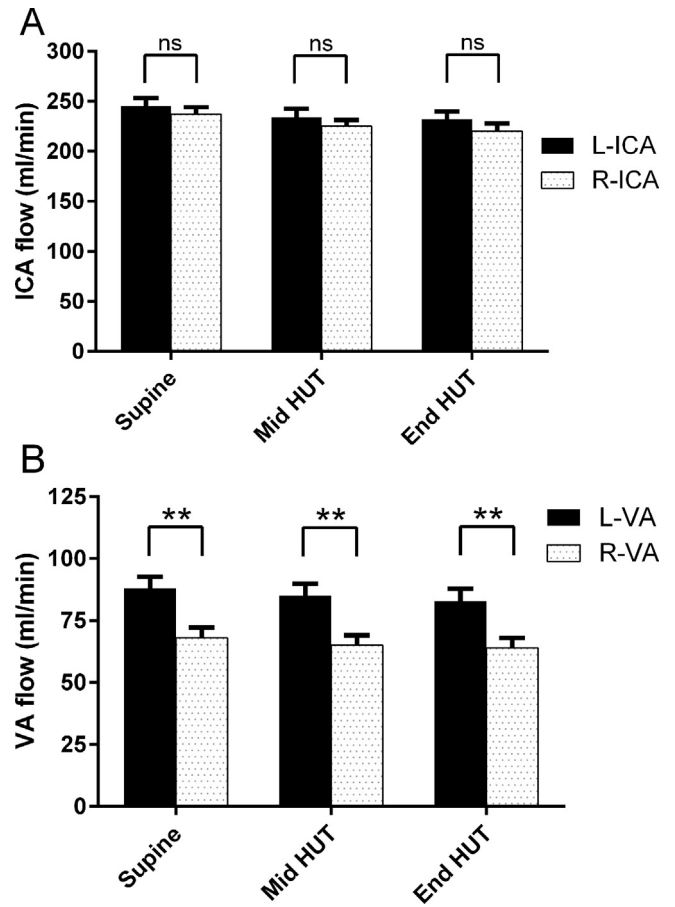 A
ICA flow (ml/min)
300
250
200
150
100
50
0
ns
ns
ns
L-ICA
R-ICA
Supine
Mid HUT
End HUT
B
VA flow (ml/min)
125
100
75
50
25
0
**
**
**
L-VA
R-VA
Supine
Mid HUT
End HUT